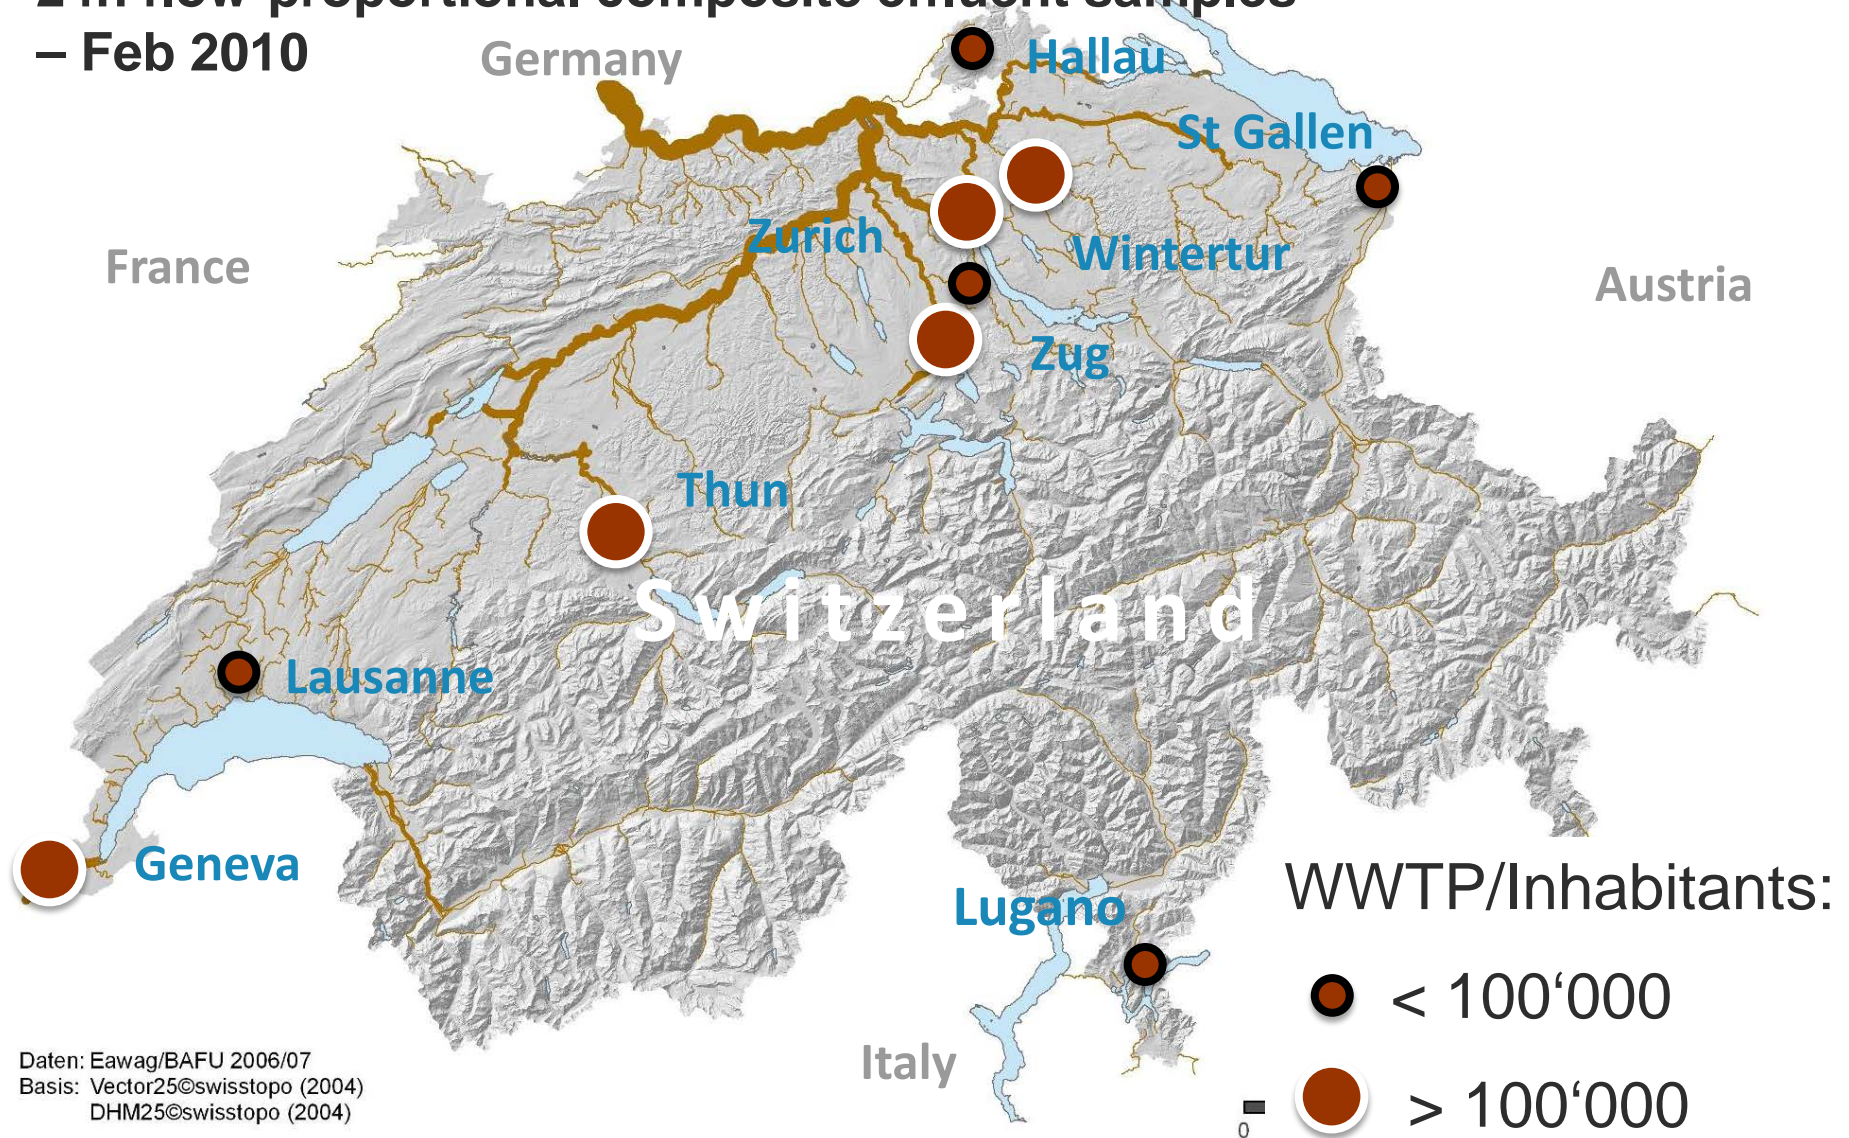 – Feb 2010
Germany
Hallau
St Gallen
Zurich
Wintertur
France
Austria
Zug
Thun
Switzerland
Lausanne
Geneva
Lugano
Italy
WWTP/Inhabitants:
< 100‘000
> 100‘000
Daten: Eawag/BAFU 2006/07
Basis: Vector25©swisstopo (2004)
DHM25©swisstopo (2004)
0